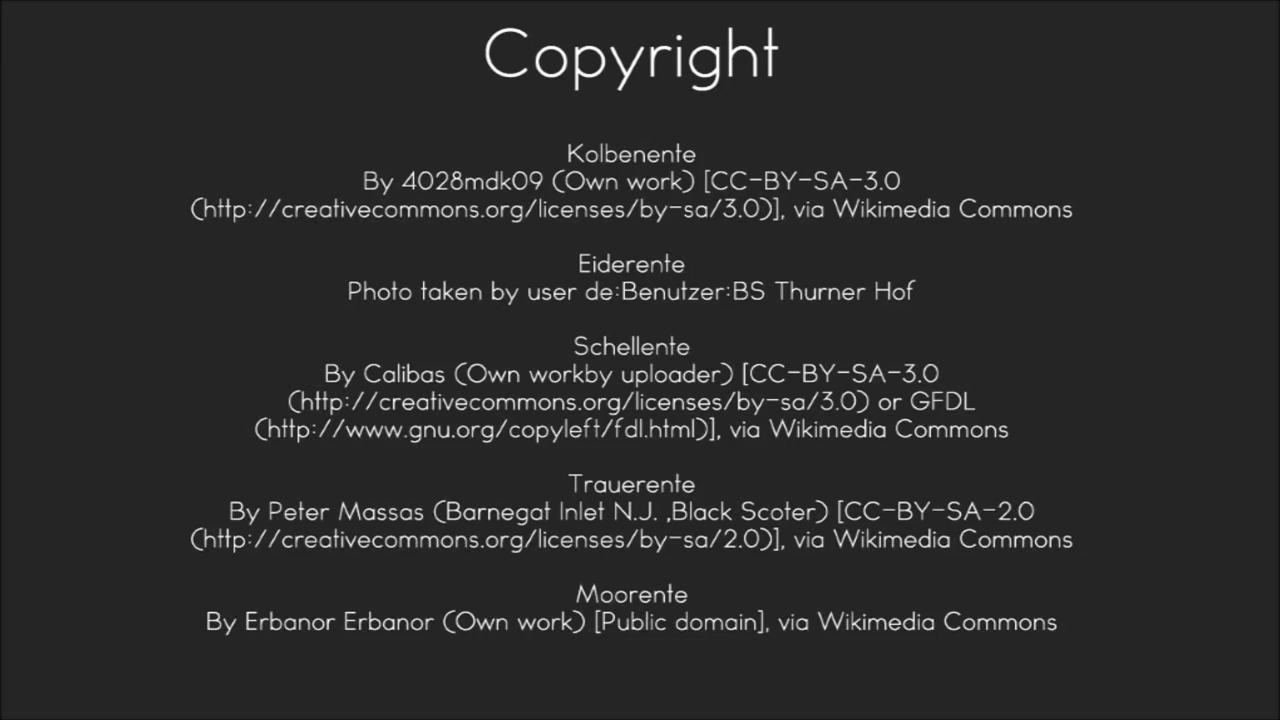 Copyright
Kolbenente
By 4028mdk09 (Own work) [CC-BY-SA-3.0
(http://creativecommons.org/licenses/by-sa/3.0)], via Wikimedia Commons
Eiderente
Photo taken by user de:Benutzer:BS Thurner Hof
Schellente
By Calibas (Own workby uploader) [CC-BY-SA-3.0
(http://creativecommons.org/licenses/by-sa/3.0) or GFDL
(http://www.gnu.org/copyleft/fdl.html)], via Wikimedia Commons
Trauerente
By Peter Massas (Barnegat Inlet N.J. ,Black Scoter) [CC-BY-SA-2.0
(http://creativecommons.org/licenses/by-sa/2.0)], via Wikimedia Commons
Moorente
By Erbanor Erbanor (Own work) [Public domain], via Wikimedia Commons